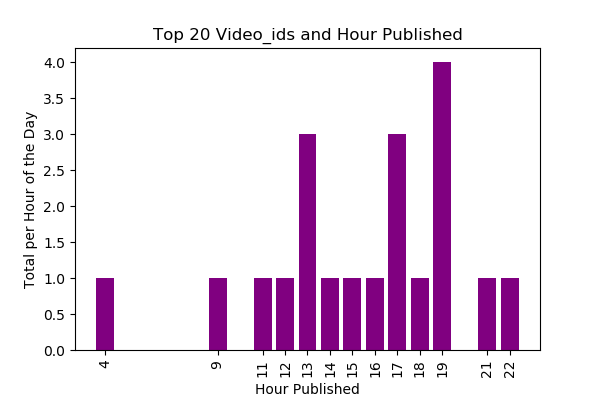 Top 20 Video_ids and Hour Published
Total per Hour of the Day
4.0
3.5
3.0
2.5
2.0
1.5
1.0
0.5
0.0
4 9 11 12 13 14 15 16 17 18 19 21 22
Hour Published